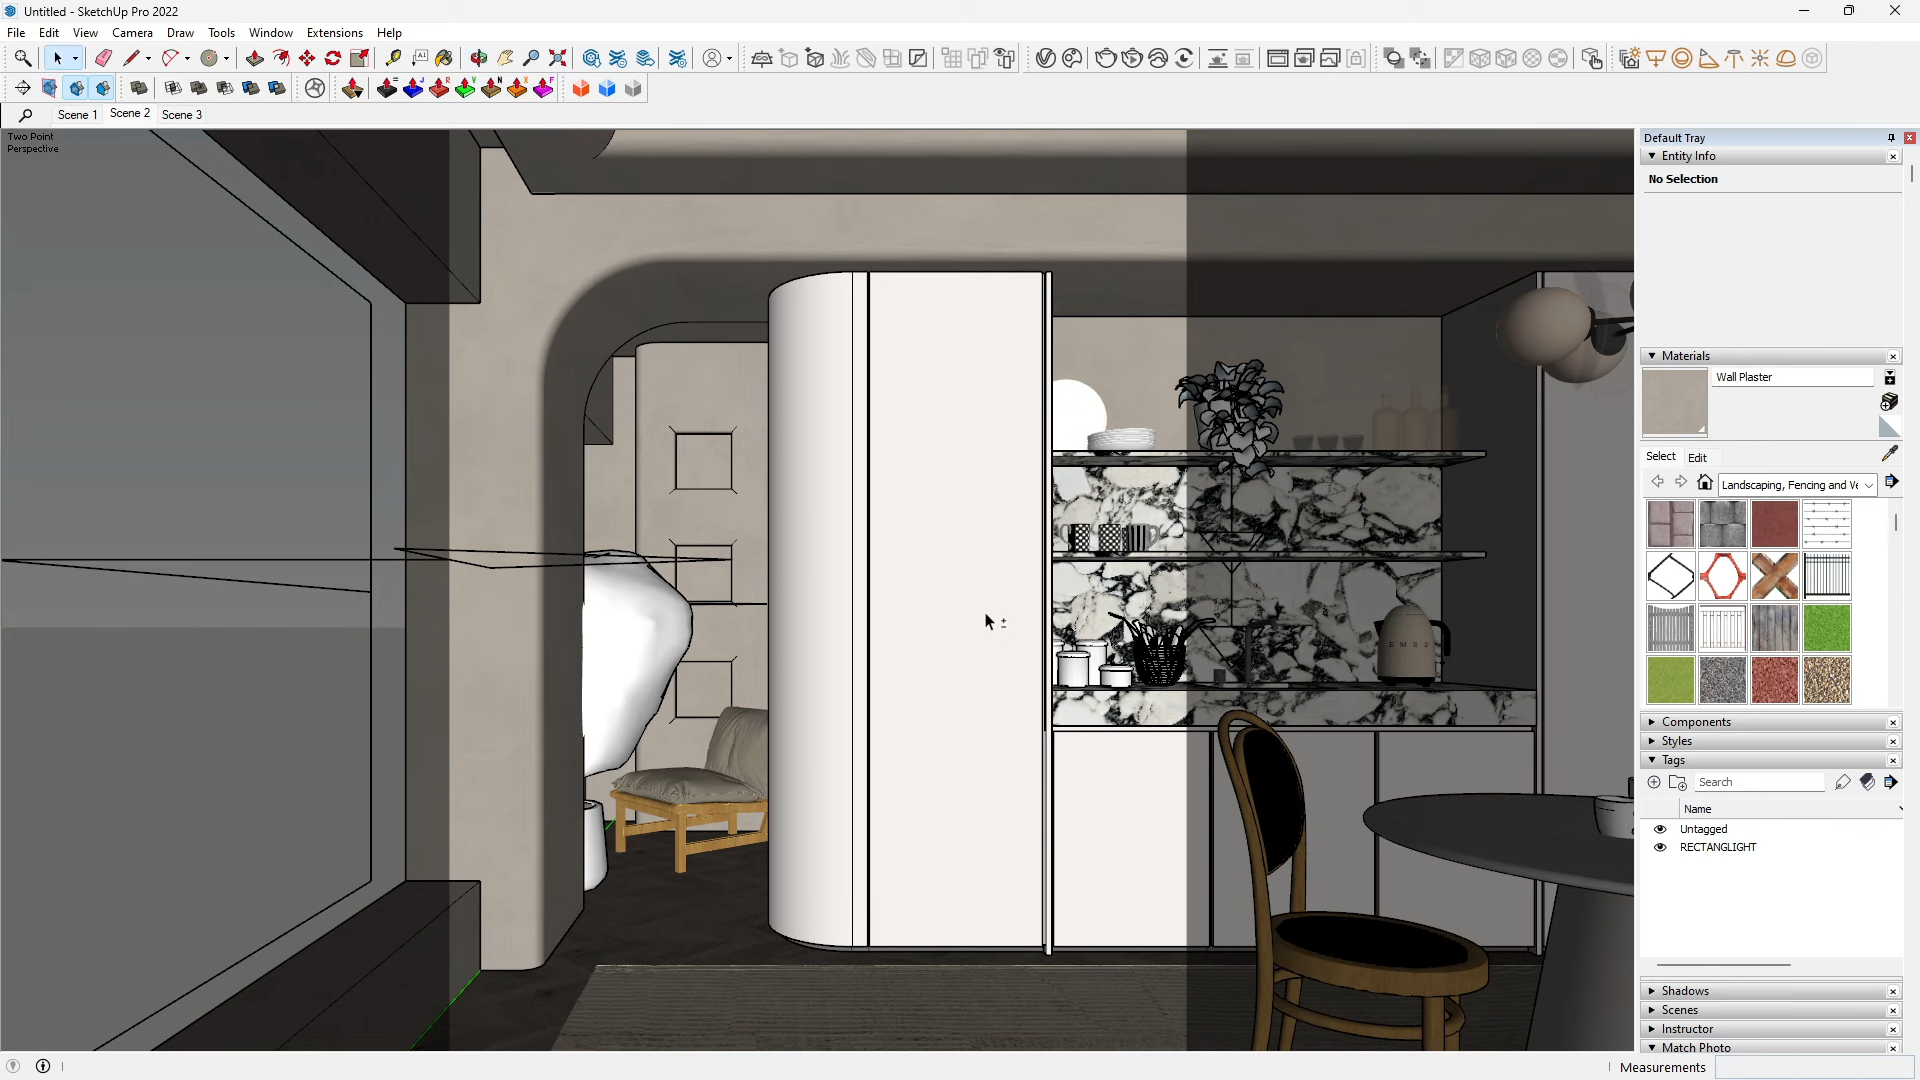 Untitled - SketchUp Pro 2022
File Edit View Camera Draw Tools Window Extensions Help
A1
= J R V N X F
Scene 1 Scene 2 Scene 3
Two Point
Perspective
Default Tray
Entity Info
No Selection
Materials
Wall Plaster
Select Edit
Landscaping, Fencing and Ve
SMEG
Components
Styles
Tags
Search
Name
Untagged
RECTANGLIGHT
Shadows
Scenes
Instructor
Match Photo
Measurements